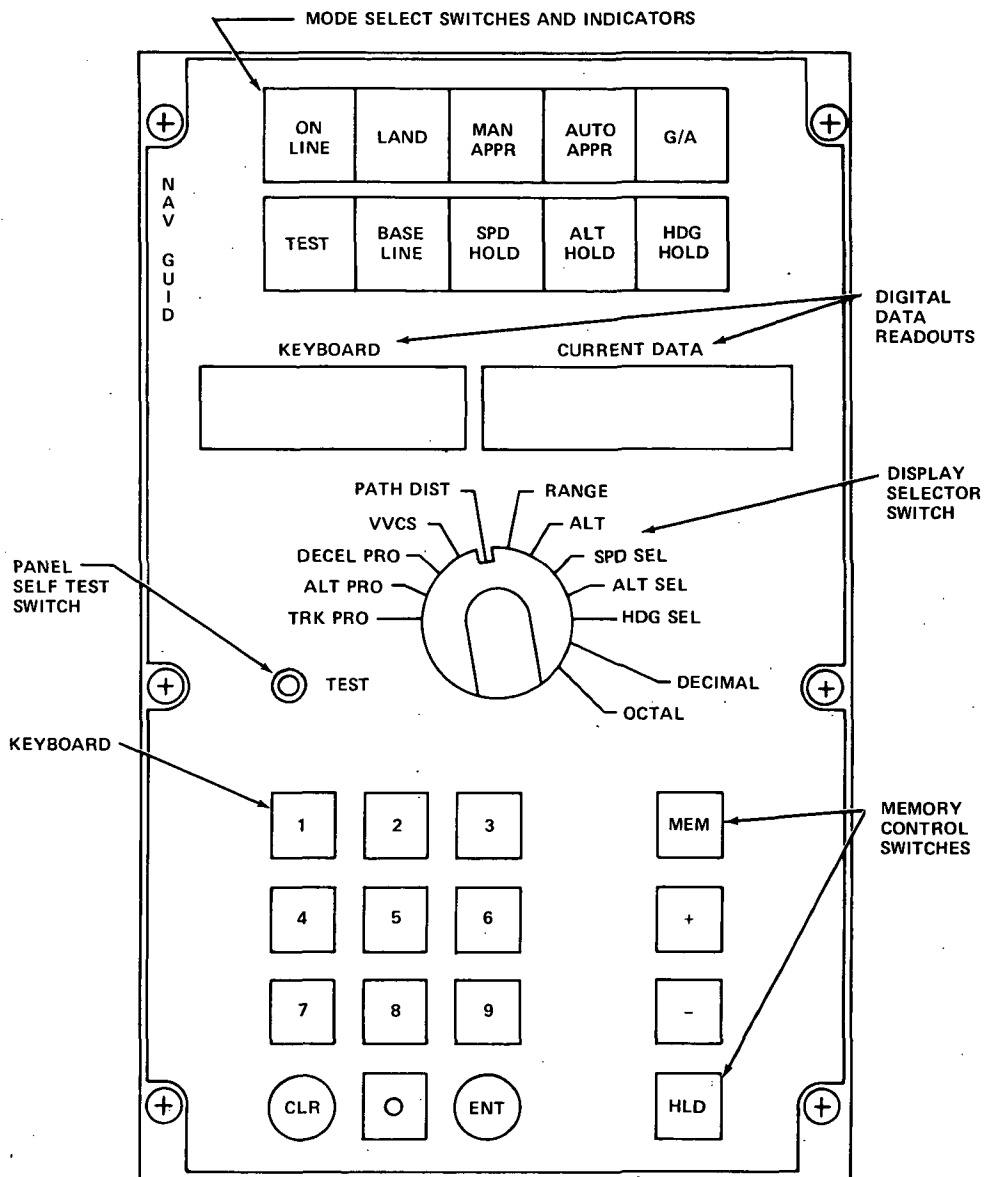 MODE SELECT SWITCHES AND INDICATORS
ON LINE
LAND
MAN APPR
AUTO APPR
G/A
NAV GUID
TEST
BASE LINE
SPD HOLD
ALT HOLD
HDG HOLD
DIGITAL
DATA
READOUTS
KEYBOARD
CURRENT DATA
PATH DIST
RANGE
DISPLAY
SELECTOR
SWITCH
VVCS
ALT
DECEL PRO
SPD SEL
PANEL
SELF TEST
SWITCH
ALT PRO
ALT SEL
TRK PRO
HDG SEL
TEST
DECIMAL
OCTAL
KEYBOARD
1 2 3
MEM
MEMORY
CONTROL
SWITCHES
4 5 6
+
7 8 9
-
CLR 0 ENT
HLD